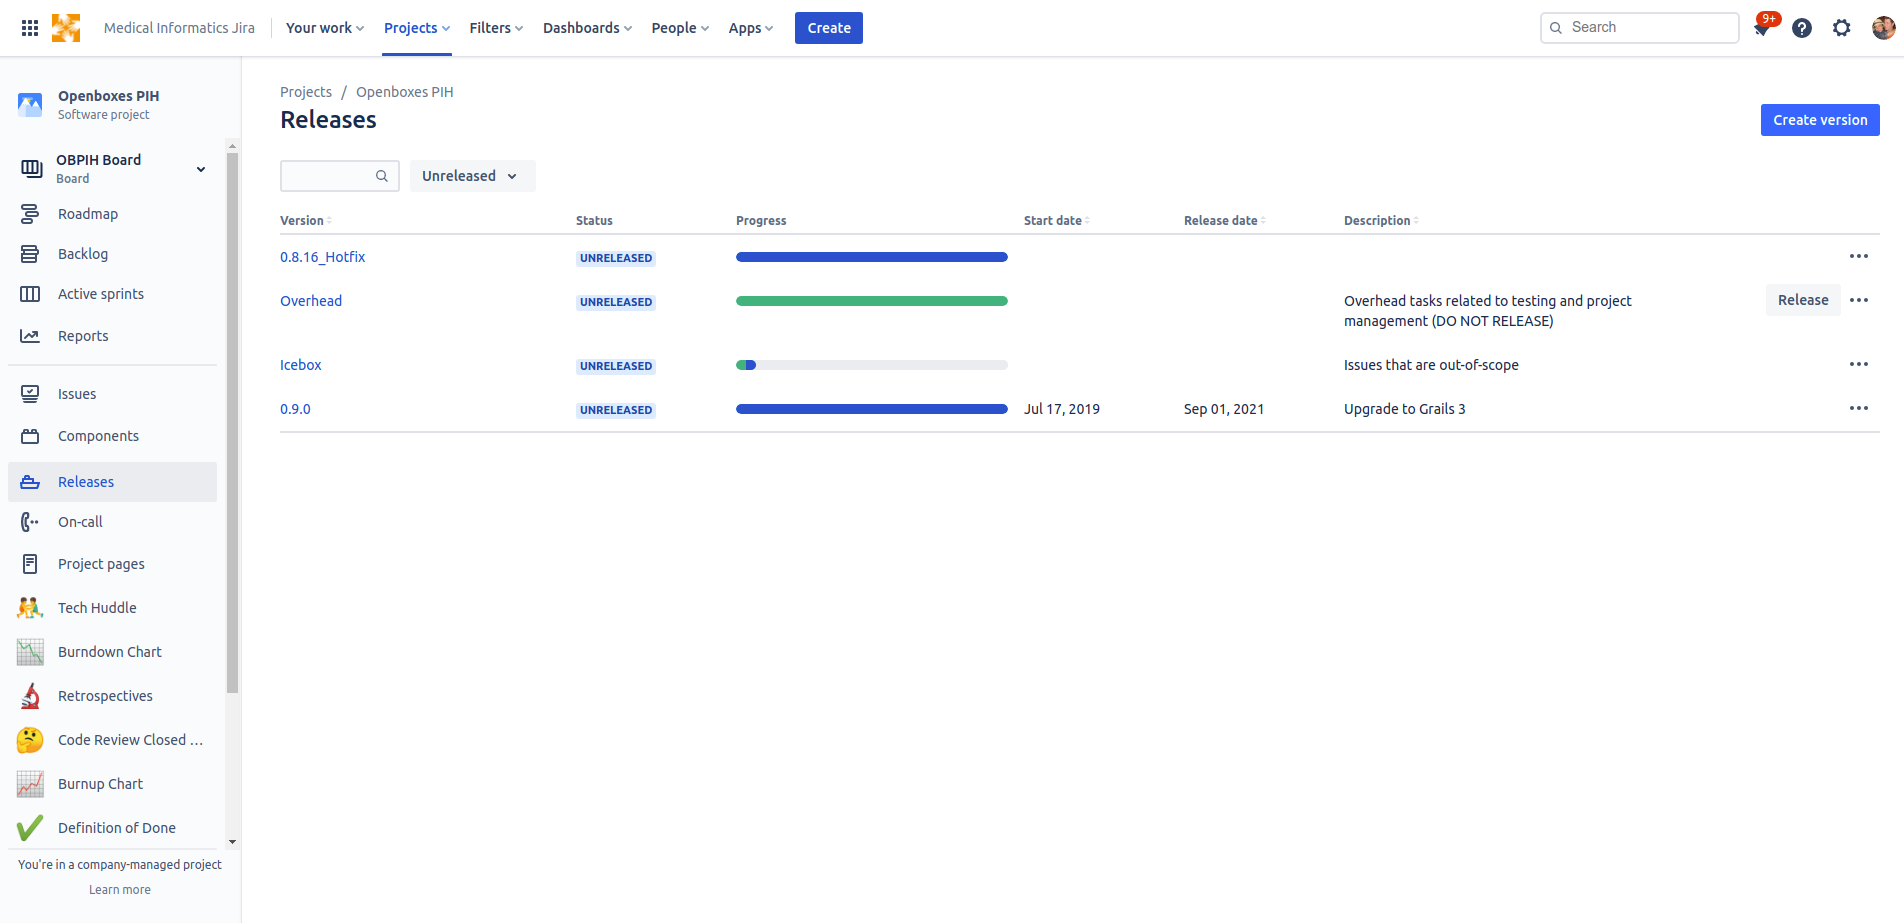 Medical Informatics Jira
Your work
Projects
Filters
Dashboards
People
Apps
Create
Search
9+
Openboxes PIH
Software project
OBPIH Board
Board
Roadmap
Backlog
Active sprints
Reports
Issues
Components
Releases
On-call
Project pages
Tech Huddle
Burndown Chart
Retrospectives
Code Review Closed ...
Burnup Chart
Definition of Done
You're in a company-managed project
Learn more
Projects / Openboxes PIH
Releases
Create version
Unreleased
Version Status Progress Start date Release date Description
0.8.16_Hotfix UNRELEASED
Overhead UNRELEASED Overhead tasks related to testing and project Release
management (DO NOT RELEASE)
Icebox UNRELEASED Issues that are out-of-scope
0.9.0 UNRELEASED Jul 17, 2019 Sep 01, 2021 Upgrade to Grails 3